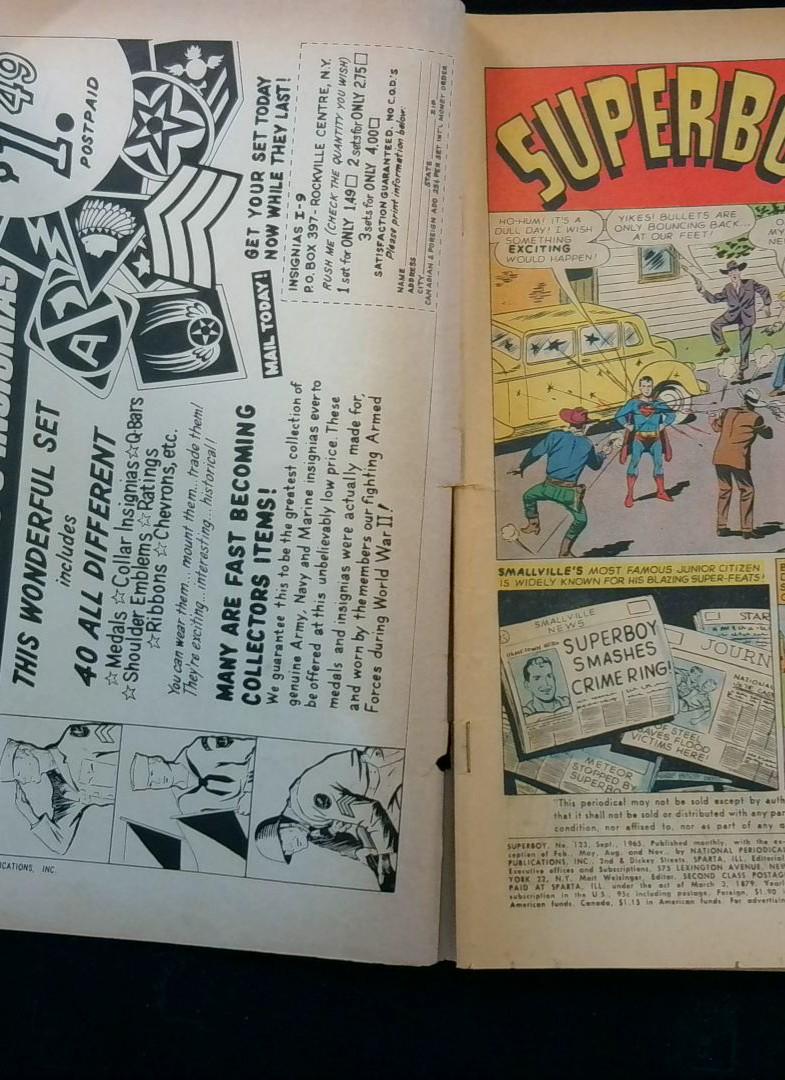 $1.49
POSTPAID
INSIGNIAS
THIS WONDERFUL SET
includes
40 ALL DIFFERENT
☆Medals ☆Collar Insignias☆Q-Bars
☆Shoulder Emblems ☆Ratings
☆Ribbons ☆Chevrons, etc.
You can wear them... mount them... trade them!
They're exciting... interesting... historical!
MANY ARE FAST BECOMING
COLLECTORS ITEMS!
We guarantee this to be the greatest collection of
genuine Army, Navy and Marine insignias ever to
be offered at this unbelievably low price. These
medals and insignias were actually made for,
and worn by the members our fighting Armed
Forces during World War II!
MAIL TODAY!
GET YOUR SET TODAY
NOW WHILE THEY LAST!
INSIGNIAS I-9
P.O. BOX 397- ROCKVILLE CENTRE, N.Y.
RUSH ME (CHECK THE QUANTITY YOU WISH)
1 set for ONLY 1.49☐ 2 sets for ONLY 2.75☐
3 sets for ONLY 4.00☐
SATISFACTION GUARANTEED. NO C.O.D.'S
Please print information below:
NAME
ADDRESS
CITY STATE ZIP
CANADIAN & FOREIGN ADD 25¢ PER SET INT'L MONEY ORDER
ICATIONS, INC.
SUPERBO
HO-HUM! IT'S A
DULL DAY! I WISH
SOMETHING
EXCITING
WOULD HAPPEN!
YIKES! BULLETS ARE
ONLY BOUNCING BACK...
AT OUR FEET!
O
MY
NE
SMALLVILLE'S MOST FAMOUS JUNIOR CITIZEN
IS WIDELY KNOWN FOR HIS BLAZING SUPER-FEATS!
SMALLVILLE
NEWS
SUPERBOY
SMASHES
CRIME RING!
STAR
JOURN
NATIONAL
OF STEEL
SAVES FLOOD
VICTIMS HERE!
METEOR
STOPPED BY
SUPERBO
"This periodical may not be sold except by auth
that it shall not be sold or distributed with any par
condition, nor affixed to, nor as part of any a
SUPERBOY, No. 123, Sept., 1965. Published monthly, with the ex-
ception of Feb., May, Aug. and Nov., by NATIONAL PERIODICAL
PUBLICATIONS, INC., 2nd & Dickey Streets, SPARTA, ILL. Editorial,
Executive offices and Subscriptions, 575 LEXINGTON AVENUE, NEW
YORK 22, N.Y. Mort Weisinger, Editor. SECOND CLASS POSTAG
PAID AT SPARTA, ILL. under the act of March 3, 1879. Yearl
subscription in the U.S., 95c including postage. Foreign, $1.90 i
American funds. Canada, $1.15 in American funds. For advertisin